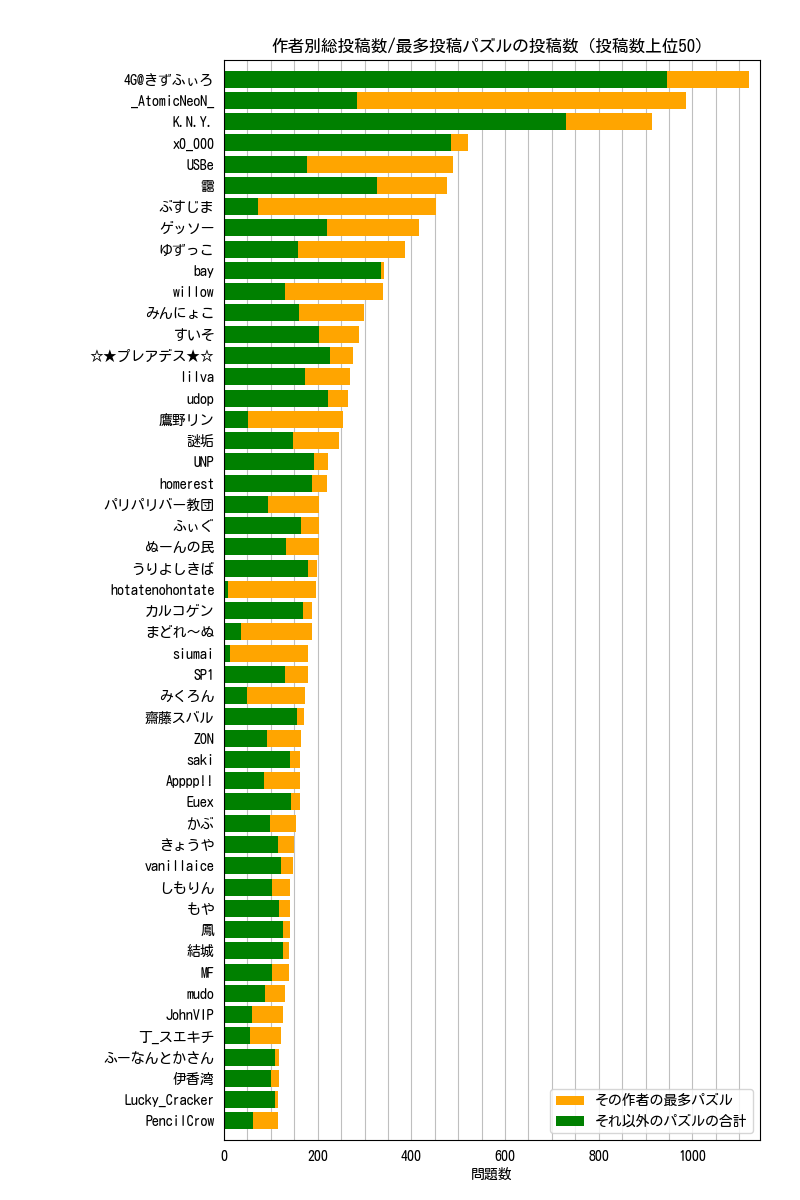 作者別総投稿数/最多投稿パズルの投稿数 (投稿数上位50)
4G@きずふぃろ
_AtomicNeoN_
K.N.Y.
x0_000
USBe
ぶすじま
ゲッソー
ゆずっこ
bay
willow
みんにょこ
すいそ
☆★プレアデス★☆
lilva
udop
鷹野リン
謎垢
UNP
homerest
パリパリバー教団
ふぃぐ
ぬーんの民
うりよしきば
hotatenohontate
カルコゲン
まどれ～ぬ
siumai
SP1
みくろん
齋藤スバル
ZON
saki
Appppll
Euex
かぶ
きょうや
vanillaice
しもりん
もや
鳳
結城
MF
mudo
JohnVIP
丁_スエキチ
ふーなんとかさん
伊香湾
Lucky_Cracker
PencilCrow
その作者の最多パズル
それ以外のパズルの合計
0 200 400 600 800 1000
問題数